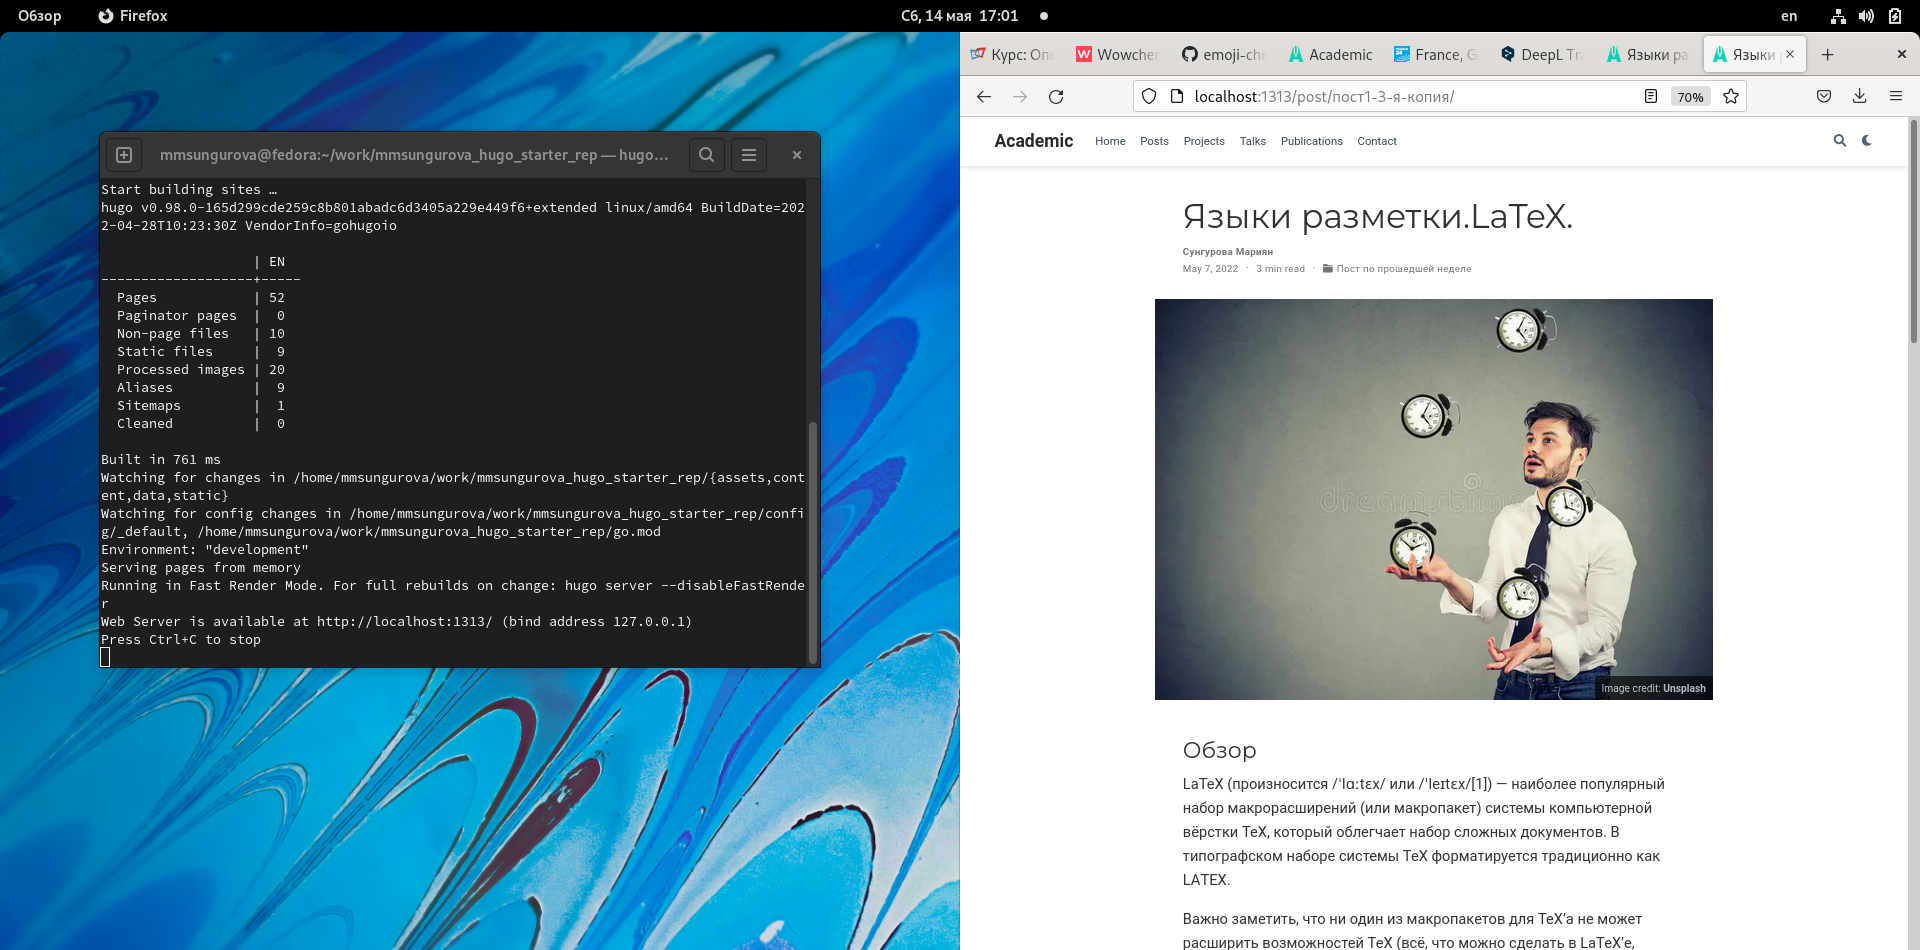 Обзор
Firefox
Сб, 14 мая 17:01
en
mmsungurova@fedora:~/work/mmsungurova_hugo_starter_rep — hugo...
Start building sites …
hugo v0.98.0-165d299cde259c8b801abadc6d3405a229e449f6+extended linux/amd64 BuildDate=202
2-04-28T10:23:30Z VendorInfo=gohugoio
| EN
-------------------+-----
Pages | 52
Paginator pages | 0
Non-page files | 10
Static files | 9
Processed images | 20
Aliases | 9
Sitemaps | 1
Cleaned | 0
Built in 761 ms
Watching for changes in /home/mmsungurova/work/mmsungurova_hugo_starter_rep/{assets,cont
ent,data,static}
Watching for config changes in /home/mmsungurova/work/mmsungurova_hugo_starter_rep/confi
g/_default, /home/mmsungurova/work/mmsungurova_hugo_starter_rep/go.mod
Environment: "development"
Serving pages from memory
Running in Fast Render Mode. For full rebuilds on change: hugo server --disableFastRende
r
Web Server is available at http://localhost:1313/ (bind address 127.0.0.1)
Press Ctrl+C to stop
Курс: Опе
Wowchem
emoji-che
Academic
France, G
DeepL Tra
Языки ра
Языки р
localhost:1313/post/пост1-3-я-копия/
70%
Academic
Home Posts Projects Talks Publications Contact
Языки разметки.LaTeX.
Сунгурова Мариян
May 7, 2022 · 3 min read · Пост по прошедшей неделе
dreamstime
Image credit: Unsplash
Обзор
LaTeX (произносится /ˈlɑːtɛx/ или /ˈleɪtɛx/[1]) — наиболее популярный
набор макрорасширений (или макропакет) системы компьютерной
вёрстки TeX, который облегчает набор сложных документов. В
типографском наборе системы TeX форматируется традиционно как
LATEX.
Важно заметить, что ни один из макропакетов для TeX’а не может
расширить возможностей TeX (всё, что можно сделать в LaTeX’е,